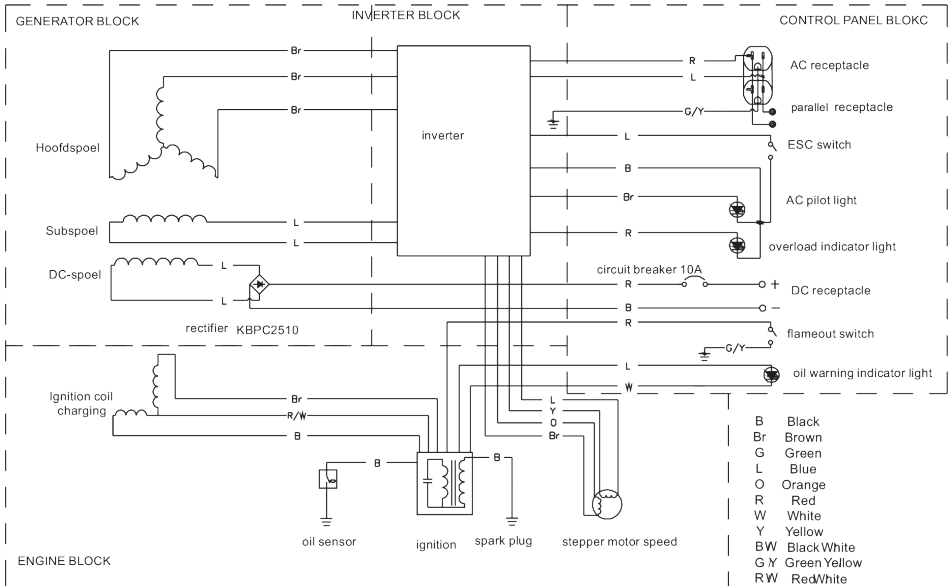 GENERATOR BLOCK
INVERTER BLOCK
CONTROL PANEL BLOKC
Br
Br
Br
Hoofdspoel
inverter
R
L
G/Y
AC receptacle
parallel receptacle
L
ESC switch
B
Br
AC pilot light
R
overload indicator light
Subspoel
L
L
DC-spoel
L
L
rectifier KBPC2510
circuit breaker 10A
R
+
DC receptacle
B
−
R
flameout switch
G/Y
L
oil warning indicator light
W
Ignition coil
charging
Br
R/W
B
L
Y
O
Br
B
B
oil sensor
ignition
spark plug
stepper motor speed
ENGINE BLOCK
B Black
Br Brown
G Green
L Blue
O Orange
R Red
W White
Y Yellow
BW Black White
G/Y Green Yellow
RW RedWhite